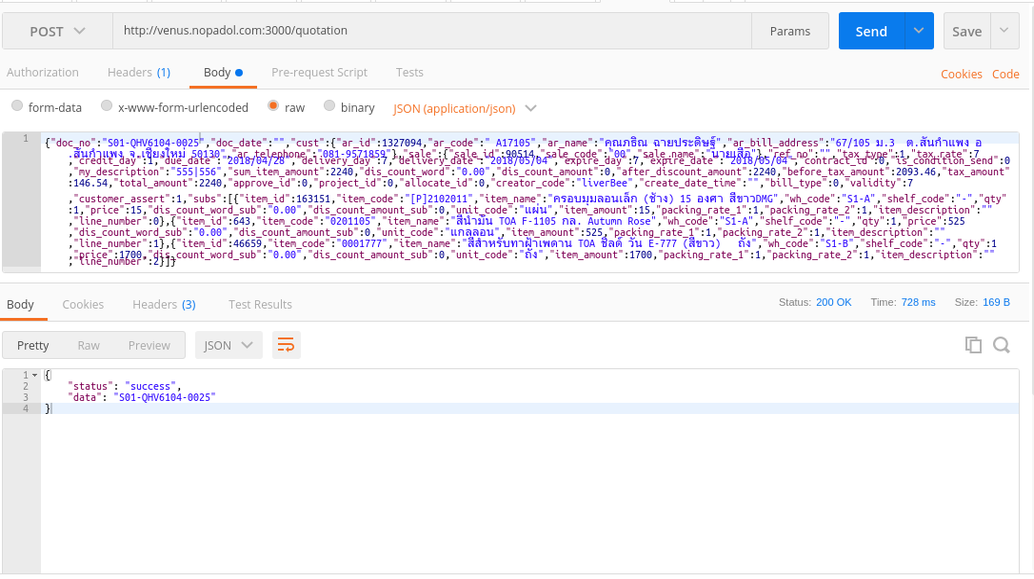 POST
http://venus.nopadol.com:3000/quotation
Params
Send
Save
Authorization
Headers (1)
Body
Pre-request Script
Tests
Cookies
Code
form-data
x-www-form-urlencoded
raw
binary
JSON (application/json)
1
{"doc_no":"S01-QHV6104-0025","doc_date":"","cust":{"ar_id":1327094,"ar_code":" A17105","ar_name":"คุณภธิณ ฉายประดิษฐ์","ar_bill_address":"67/105 ม.3 ต.สันกำแพง อ
.สันกำแพง จ.เชียงใหม่ 50130","ar_telephone":"081-9571859"},"sale":{"sale_id":90514,"sale_code":"00","sale_name":"นายเสือ"},"ref_no":"","tax_type":1,"tax_rate":7
,"credit_day":1,"due_date":"2018/04/28","delivery_day":7,"delivery_date":"2018/05/04","expire_day":7,"expire_date":"2018/05/04","contract_id":0,"is_condition_send":0
,"my_description":"555|556","sum_item_amount":2240,"dis_count_word":"0.00","dis_count_amount":0,"after_discount_amount":2240,"before_tax_amount":2093.46,"tax_amount"
:146.54,"total_amount":2240,"approve_id":0,"project_id":0,"allocate_id":0,"creator_code":"liverBee","create_date_time":"","bill_type":0,"validity":7
,"customer_assert":1,"subs":[{"item_id":163151,"item_code":"[P]2102011","item_name":"ครอบมุมลอนเล็ก (ช้าง) 15 องศา สีขาวDMG","wh_code":"S1-A","shelf_code":"-","qty"
:1,"price":15,"dis_count_word_sub":"0.00","dis_count_amount_sub":0,"unit_code":"แผ่น","item_amount":15,"packing_rate_1":1,"packing_rate_2":1,"item_description":""
,"line_number":0},{"item_id":643,"item_code":"0201105","item_name":"สีน้ำมัน TOA F-1105 กล. Autumn Rose","wh_code":"S1-A","shelf_code":"-","qty":1,"price":525
,"dis_count_word_sub":"0.00","dis_count_amount_sub":0,"unit_code":"แกลลอน","item_amount":525,"packing_rate_1":1,"packing_rate_2":1,"item_description":""
,"line_number":1},{"item_id":46659,"item_code":"0001777","item_name":"สีสำหรับทาฝ้าเพดาน TOA ชิลด์ วัน E-777 (สีขาว) ถัง","wh_code":"S1-B","shelf_code":"-","qty":1
,"price":1700,"dis_count_word_sub":"0.00","dis_count_amount_sub":0,"unit_code":"ถัง","item_amount":1700,"packing_rate_1":1,"packing_rate_2":1,"item_description":""
,"line_number":2}]}
Body
Cookies
Headers (3)
Test Results
Status: 200 OK
Time: 728 ms
Size: 169 B
Pretty
Raw
Preview
JSON
1 {
2 "status": "success",
3 "data": "S01-QHV6104-0025"
4 }